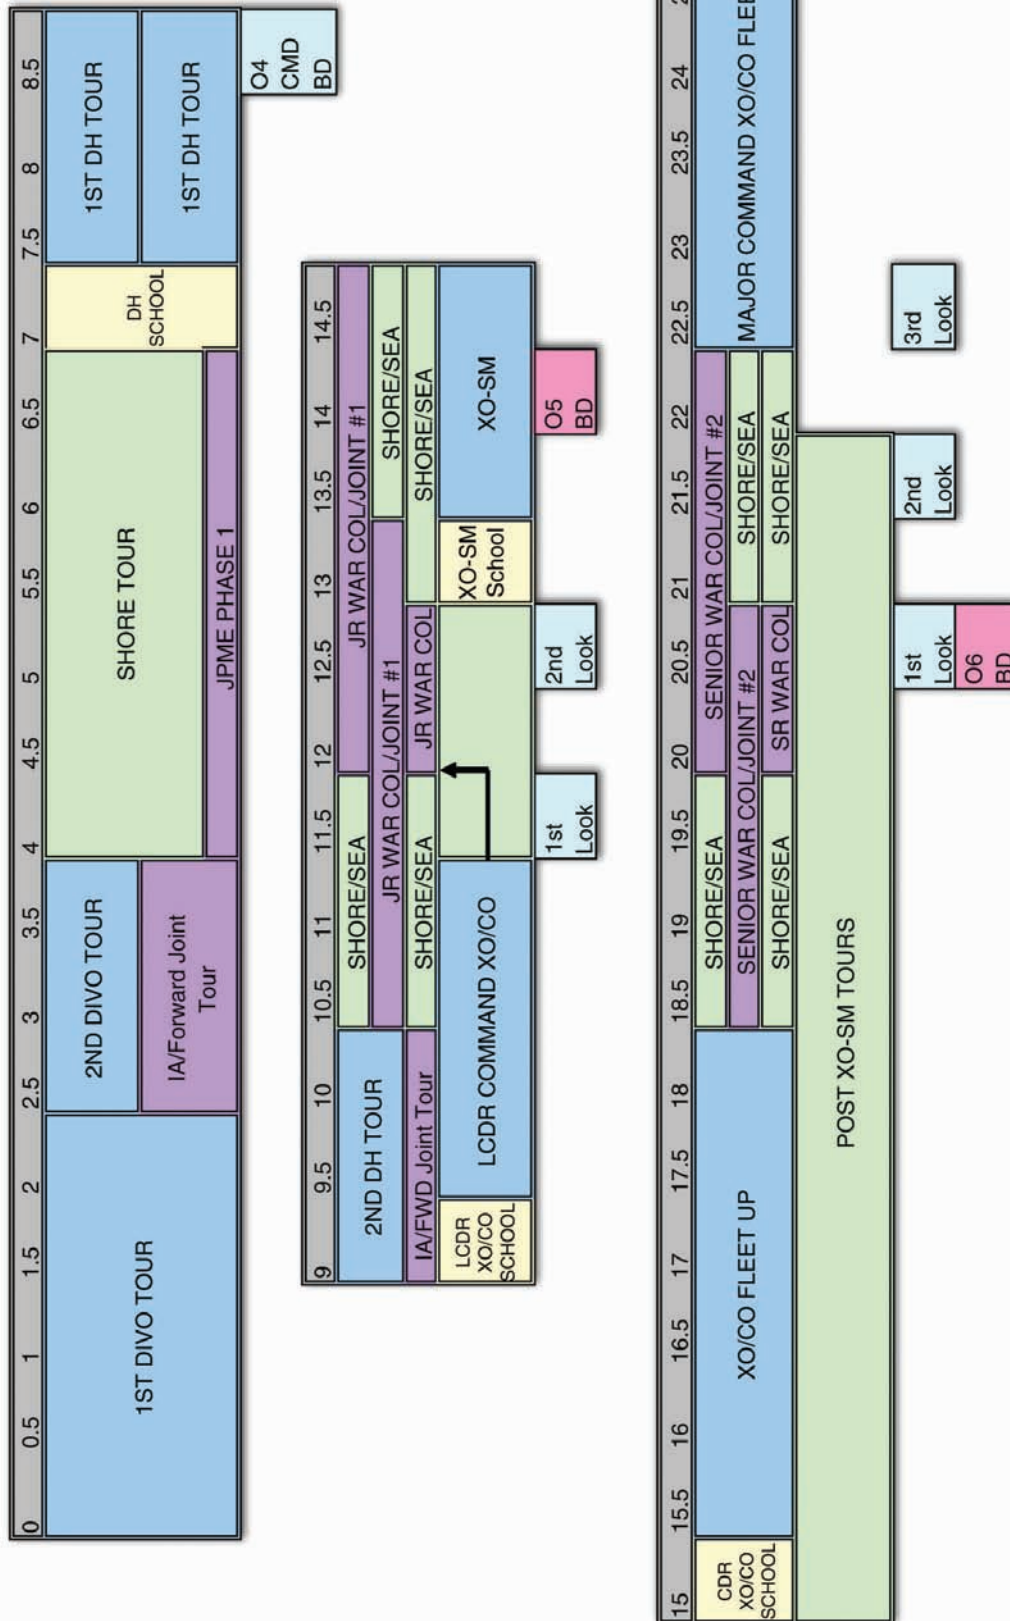 0 0.5 1 1.5 2 2.5 3 3.5 4 4.5 5 5.5 6 6.5 7 7.5 8 8.5
1ST DIVO TOUR
2ND DIVO TOUR
IA/Forward Joint
Tour
SHORE TOUR
JPME PHASE 1
DH
SCHOOL
1ST DH TOUR
1ST DH TOUR
O4
CMD
BD
9 9.5 10 10.5 11 11.5 12 12.5 13 13.5 14 14.5
2ND DH TOUR
SHORE/SEA
JR WAR COL/JOINT #1
JR WAR COL/JOINT #1
SHORE/SEA
IA/FWD Joint Tour
SHORE/SEA
JR WAR COL
SHORE/SEA
LCDR
XO/CO
SCHOOL
LCDR COMMAND XO/CO
XO-SM
School
XO-SM
1st
Look
2nd
Look
O5
BD
15 15.5 16 16.5 17 17.5 18 18.5 19 19.5 20 20.5 21 21.5 22 22.5 23 23.5 24
CDR
XO/CO
SCHOOL
XO/CO FLEET UP
SHORE/SEA
SENIOR WAR COL/JOINT #2
SENIOR WAR COL/JOINT #2
SHORE/SEA
SHORE/SEA
SR WAR COL
SHORE/SEA
MAJOR COMMAND XO/CO FLEE
POST XO-SM TOURS
1st
Look
2nd
Look
3rd
Look
O6
BD